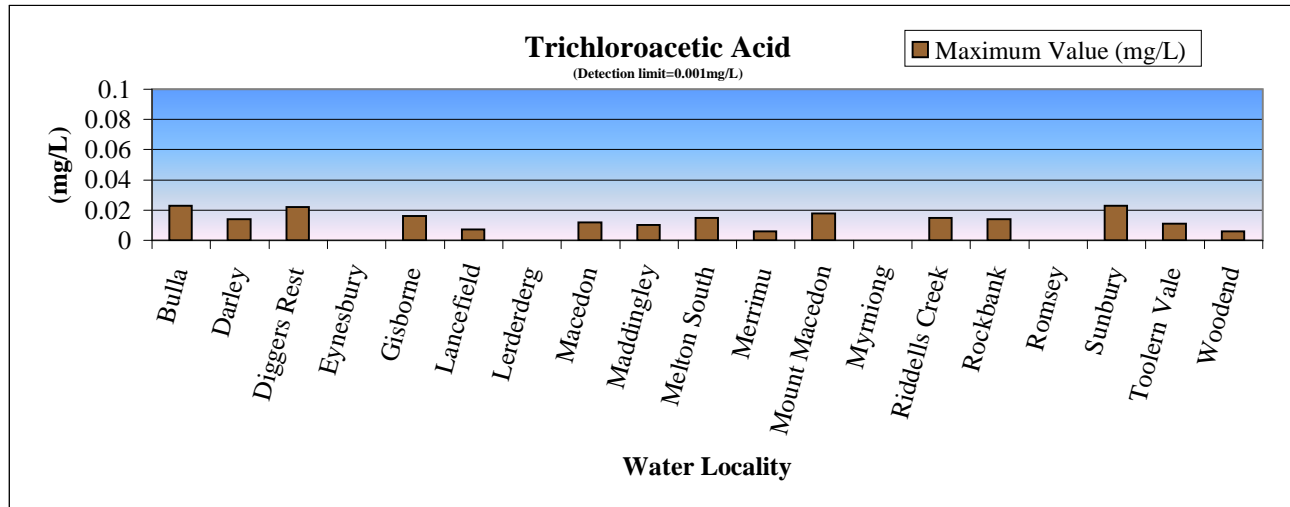 Trichloroacetic Acid
(Detection limit=0.001mg/L)
Maximum Value (mg/L)
(mg/L)
0.1
0.08
0.06
0.04
0.02
0
Bulla
Darley
Diggers Rest
Eynesbury
Gisborne
Lancefield
Lerderderg
Macedon
Maddingley
Melton South
Merrimu
Mount Macedon
Myrniong
Riddells Creek
Rockbank
Romsey
Sunbury
Toolern Vale
Woodend
Water Locality